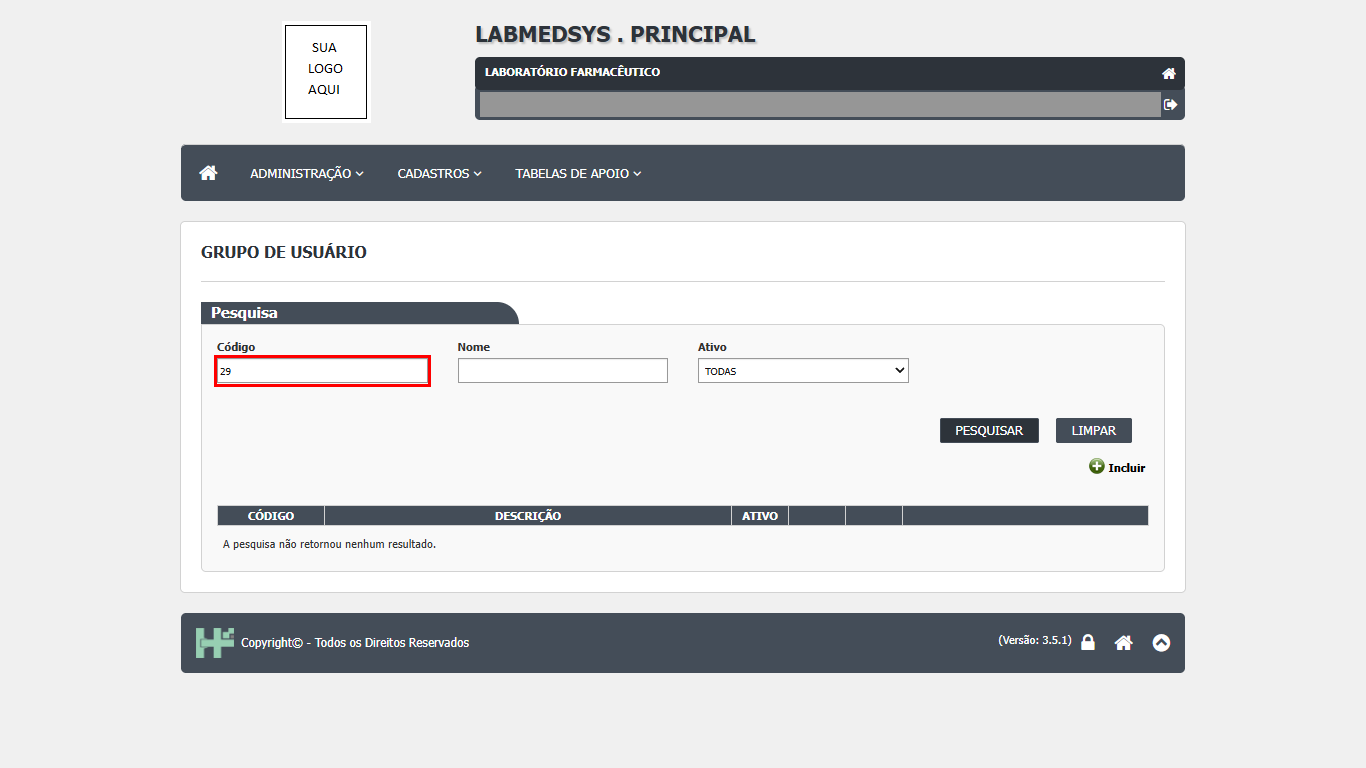 SUA
LOGO
AQUI
LABMEDSYS . PRINCIPAL
LABORATÓRIO FARMACÊUTICO
ADMINISTRAÇÃO CADASTROS TABELAS DE APOIO
GRUPO DE USUÁRIO
Pesquisa
Código Nome Ativo
29 TODAS
PESQUISAR LIMPAR
Incluir
CÓDIGO DESCRIÇÃO ATIVO
A pesquisa não retornou nenhum resultado.
Copyright© - Todos os Direitos Reservados (Versão: 3.5.1)